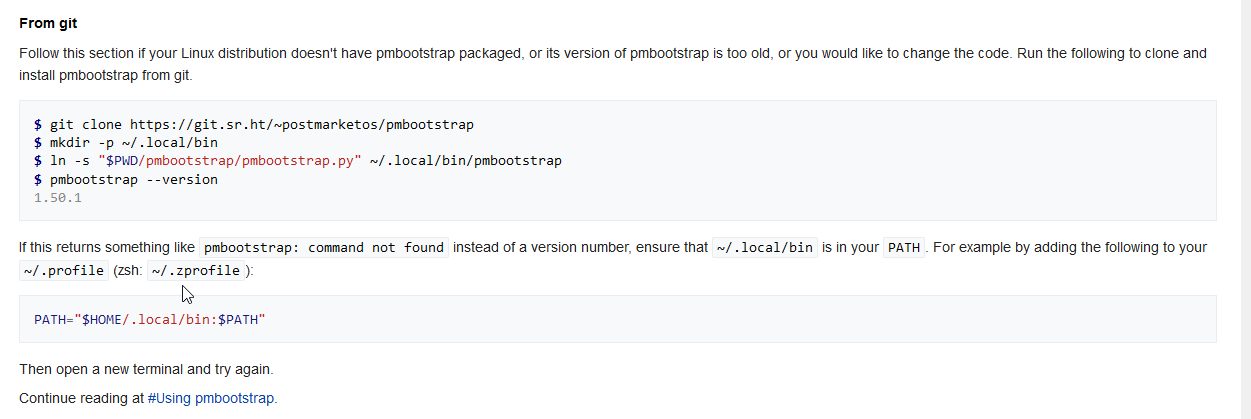 From git
Follow this section if your Linux distribution doesn't have pmbootstrap packaged, or its version of pmbootstrap is too old, or you would like to change the code. Run the following to clone and
install pmbootstrap from git.
$ git clone https://git.sr.ht/~postmarketos/pmbootstrap
$ mkdir -p ~/.local/bin
$ ln -s "$PWD/pmbootstrap/pmbootstrap.py" ~/.local/bin/pmbootstrap
$ pmbootstrap --version
1.50.1
If this returns something like pmbootstrap: command not found instead of a version number, ensure that ~/.local/bin is in your PATH. For example by adding the following to your
~/.profile (zsh: ~/.zprofile):
PATH="$HOME/.local/bin:$PATH"
Then open a new terminal and try again.
Continue reading at #Using pmbootstrap.